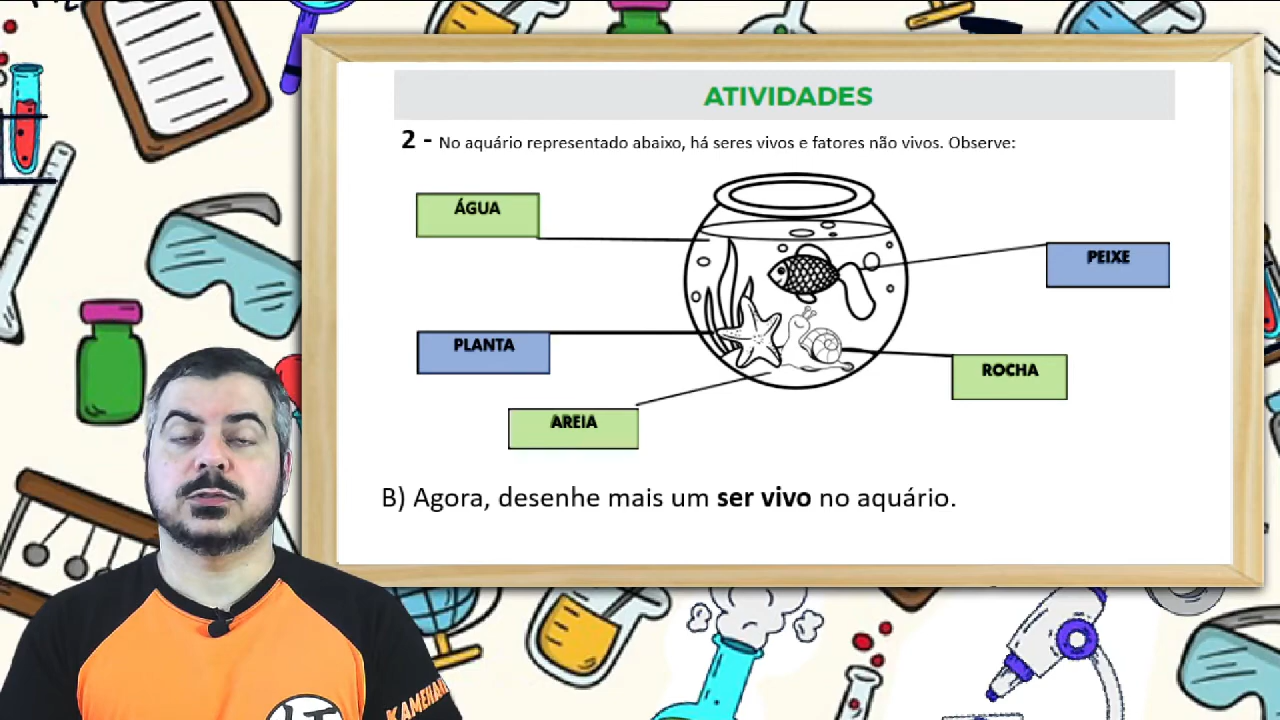 ATIVIDADES
2 - No aquário representado abaixo, há seres vivos e fatores não vivos. Observe:
ÁGUA
PEIXE
PLANTA
ROCHA
AREIA
B) Agora, desenhe mais um ser vivo no aquário.